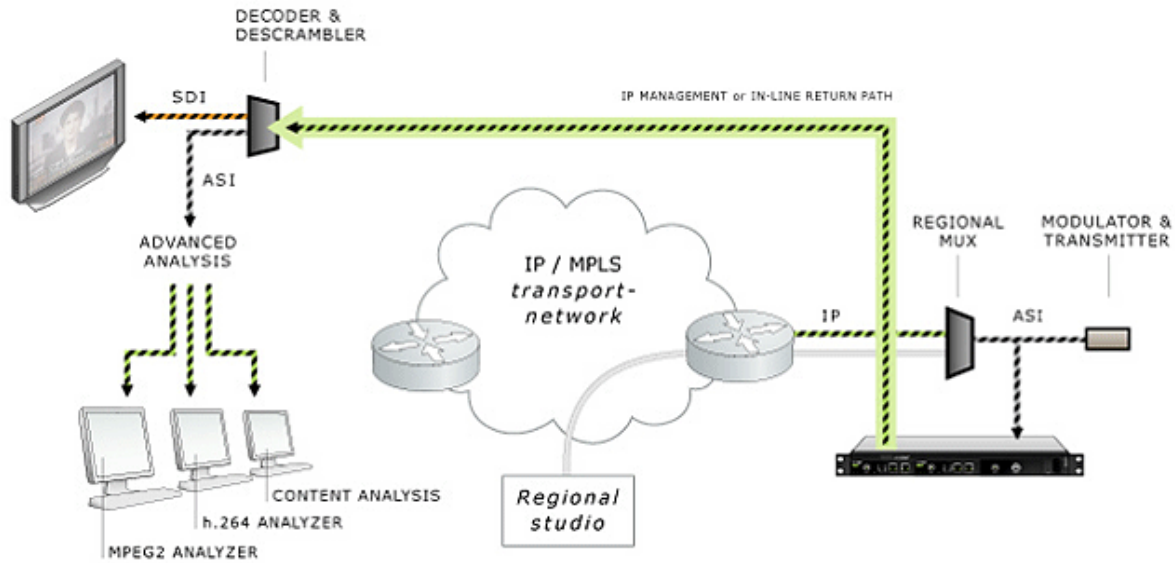 DECODER &
DESCRAMBLER
SDI
IP MANAGEMENT or IN-LINE RETURN PATH
ASI
ADVANCED
ANALYSIS
IP / MPLS
transport-
network
REGIONAL
MUX
MODULATOR &
TRANSMITTER
IP
ASI
Regional
studio
CONTENT ANALYSIS
h.264 ANALYZER
MPEG2 ANALYZER